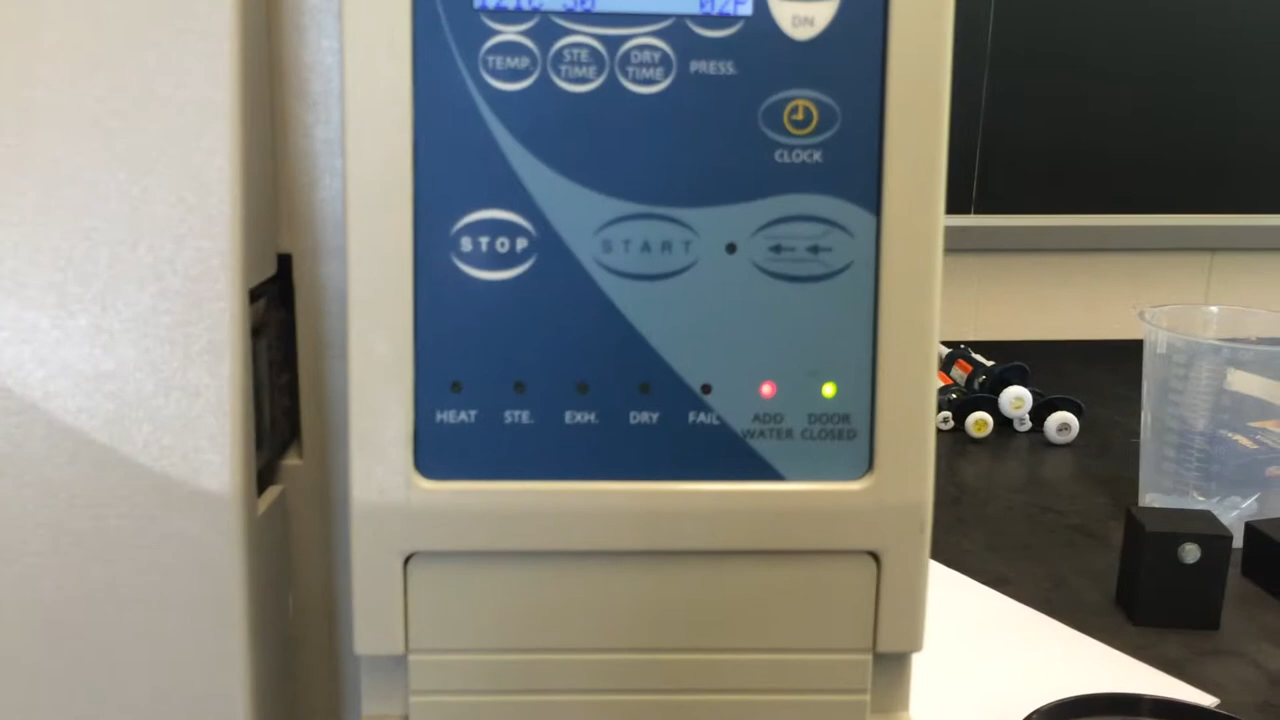 DN
TEMP.
STE. TIME
DRY TIME
PRESS.
CLOCK
STOP
START
HEAT
STE.
EXH.
DRY
FAIL
ADD WATER
DOOR CLOSED